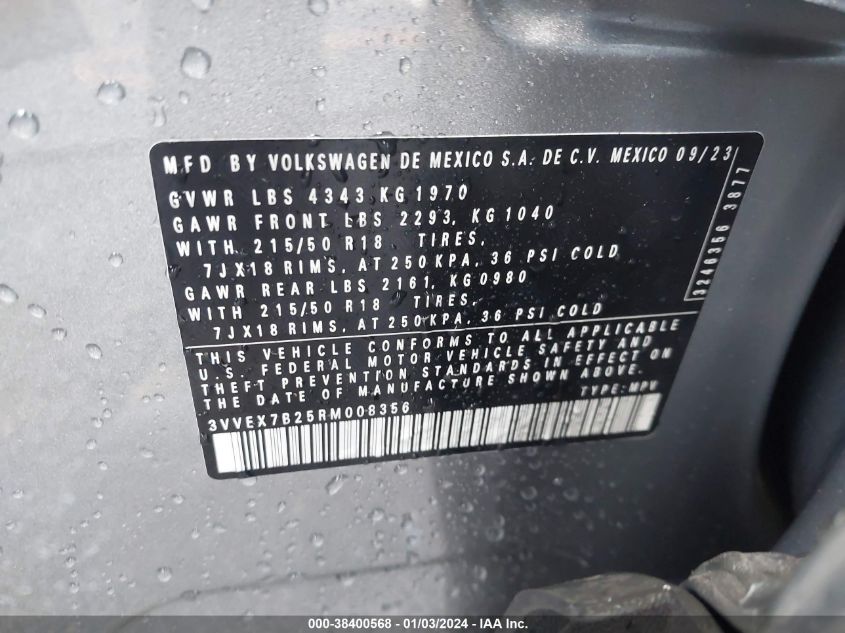 MFD BY VOLKSWAGEN DE MEXICO S.A. DE C.V. MEXICO 09/23
GVWR LBS 4343 KG 1970
GAWR FRONT LBS 2293, KG 1040
WITH 215/50 R18 TIRES,
7JX18 RIMS, AT 250 KPA, 36 PSI COLD
GAWR REAR LBS 2161, KG0980
WITH 215/50 R18 TIRES,
7JX18 RIMS, AT 250 KPA, 36 PSI COLD
3246356 3877
THIS VEHICLE CONFORMS TO ALL APPLICABLE
U.S. FEDERAL MOTOR VEHICLE SAFETY AND
THEFT PREVENTION STANDARDS IN EFFECT ON
THE DATE OF MANUFACTURE SHOWN ABOVE.
TYPE: MPV
3VVEX7B25RM008356
000-38400568 - 01/03/2024 - IAA Inc.